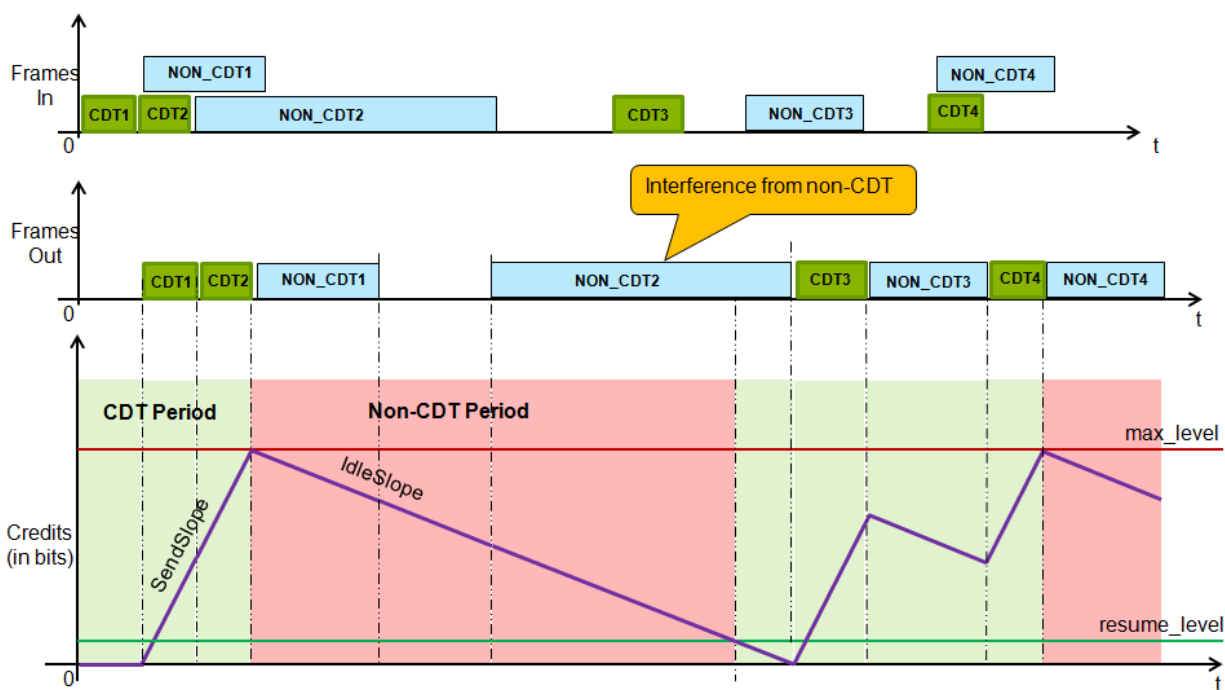 NON_CDT1
NON_CDT4
Frames
In
CDT1
CDT2
NON_CDT2
CDT3
NON_CDT3
CDT4
0
t
Interference from non-CDT
Frames
Out
CDT1
CDT2
NON_CDT1
NON_CDT2
CDT3
NON_CDT3
CDT4
NON_CDT4
0
t
CDT Period
Non-CDT Period
max_level
IdleSlope
SendSlope
Credits
(in bits)
resume_level
0
t